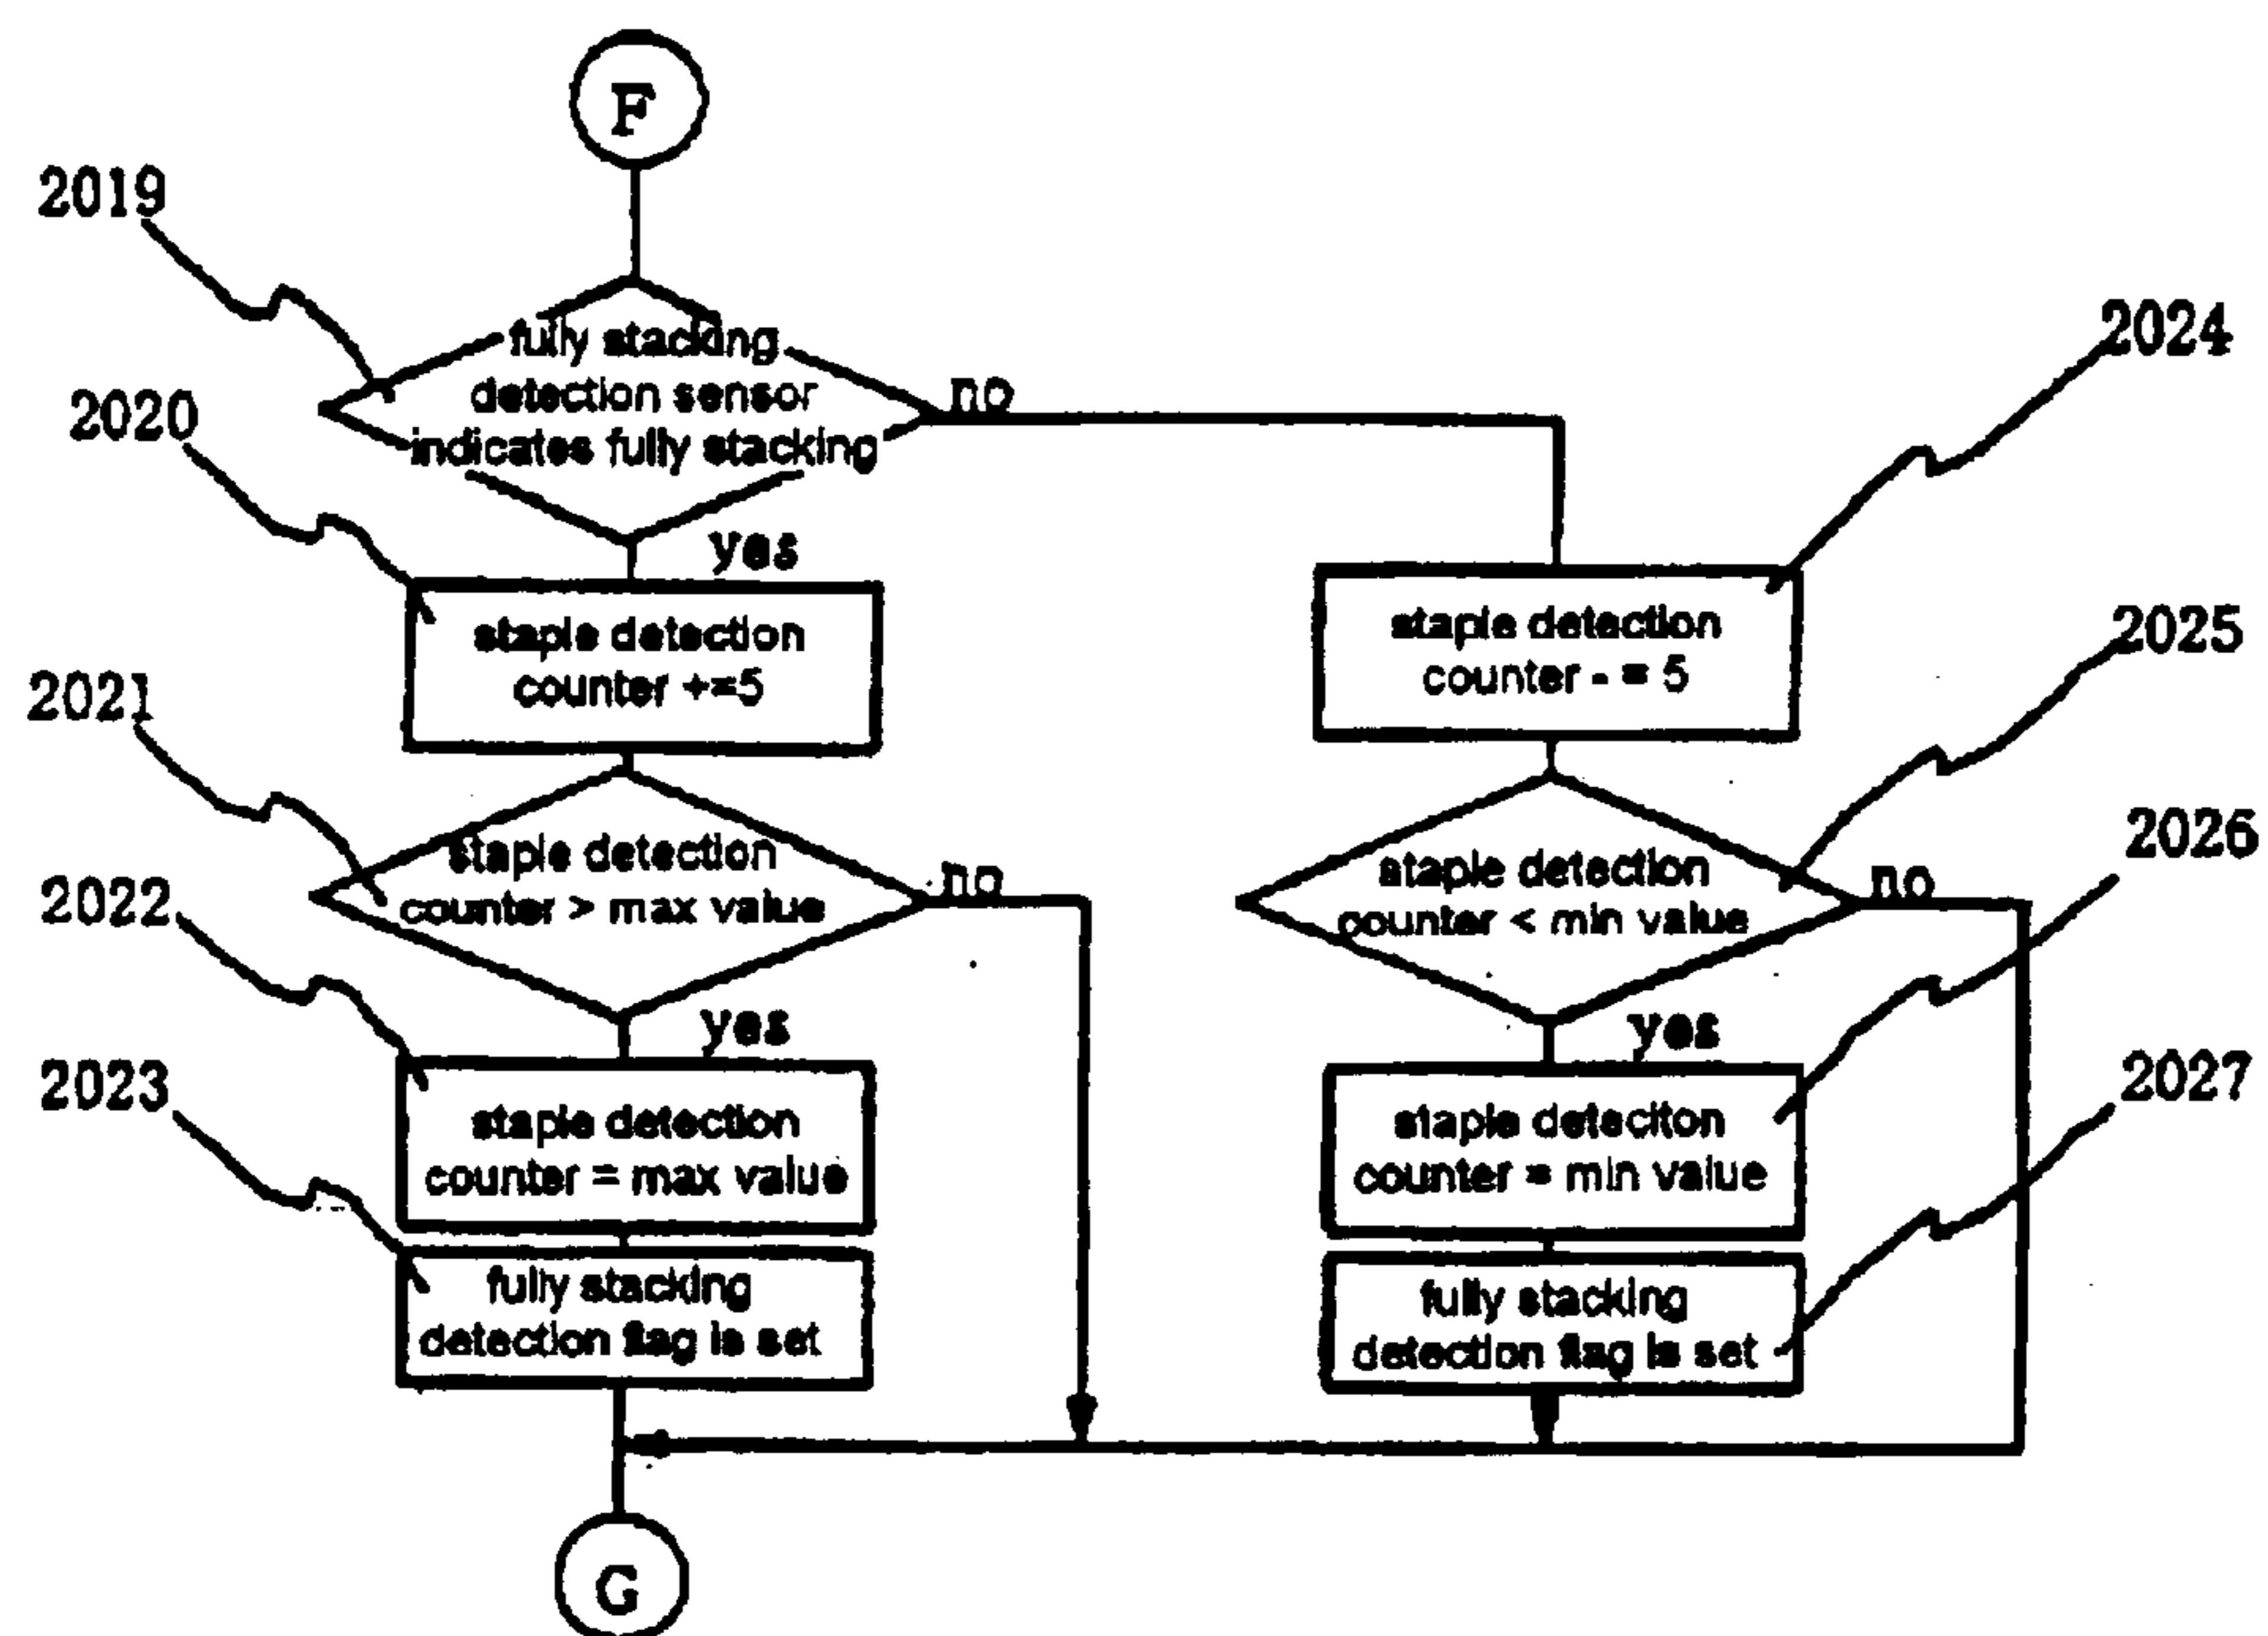 F
2019
fully stacking
detection sensor
indicates fully stacking
no
yes
2020
staple detection
counter +=5
2021
staple detection
counter > max value
no
yes
2022
staple detection
counter = max value
2023
fully stacking
detection flag is set
2024
staple detection
counter - = 5
2025
staple detection
counter < min value
no
yes
2026
staple deteciton
counter = min value
2027
fully stacking
detection flag is set
G